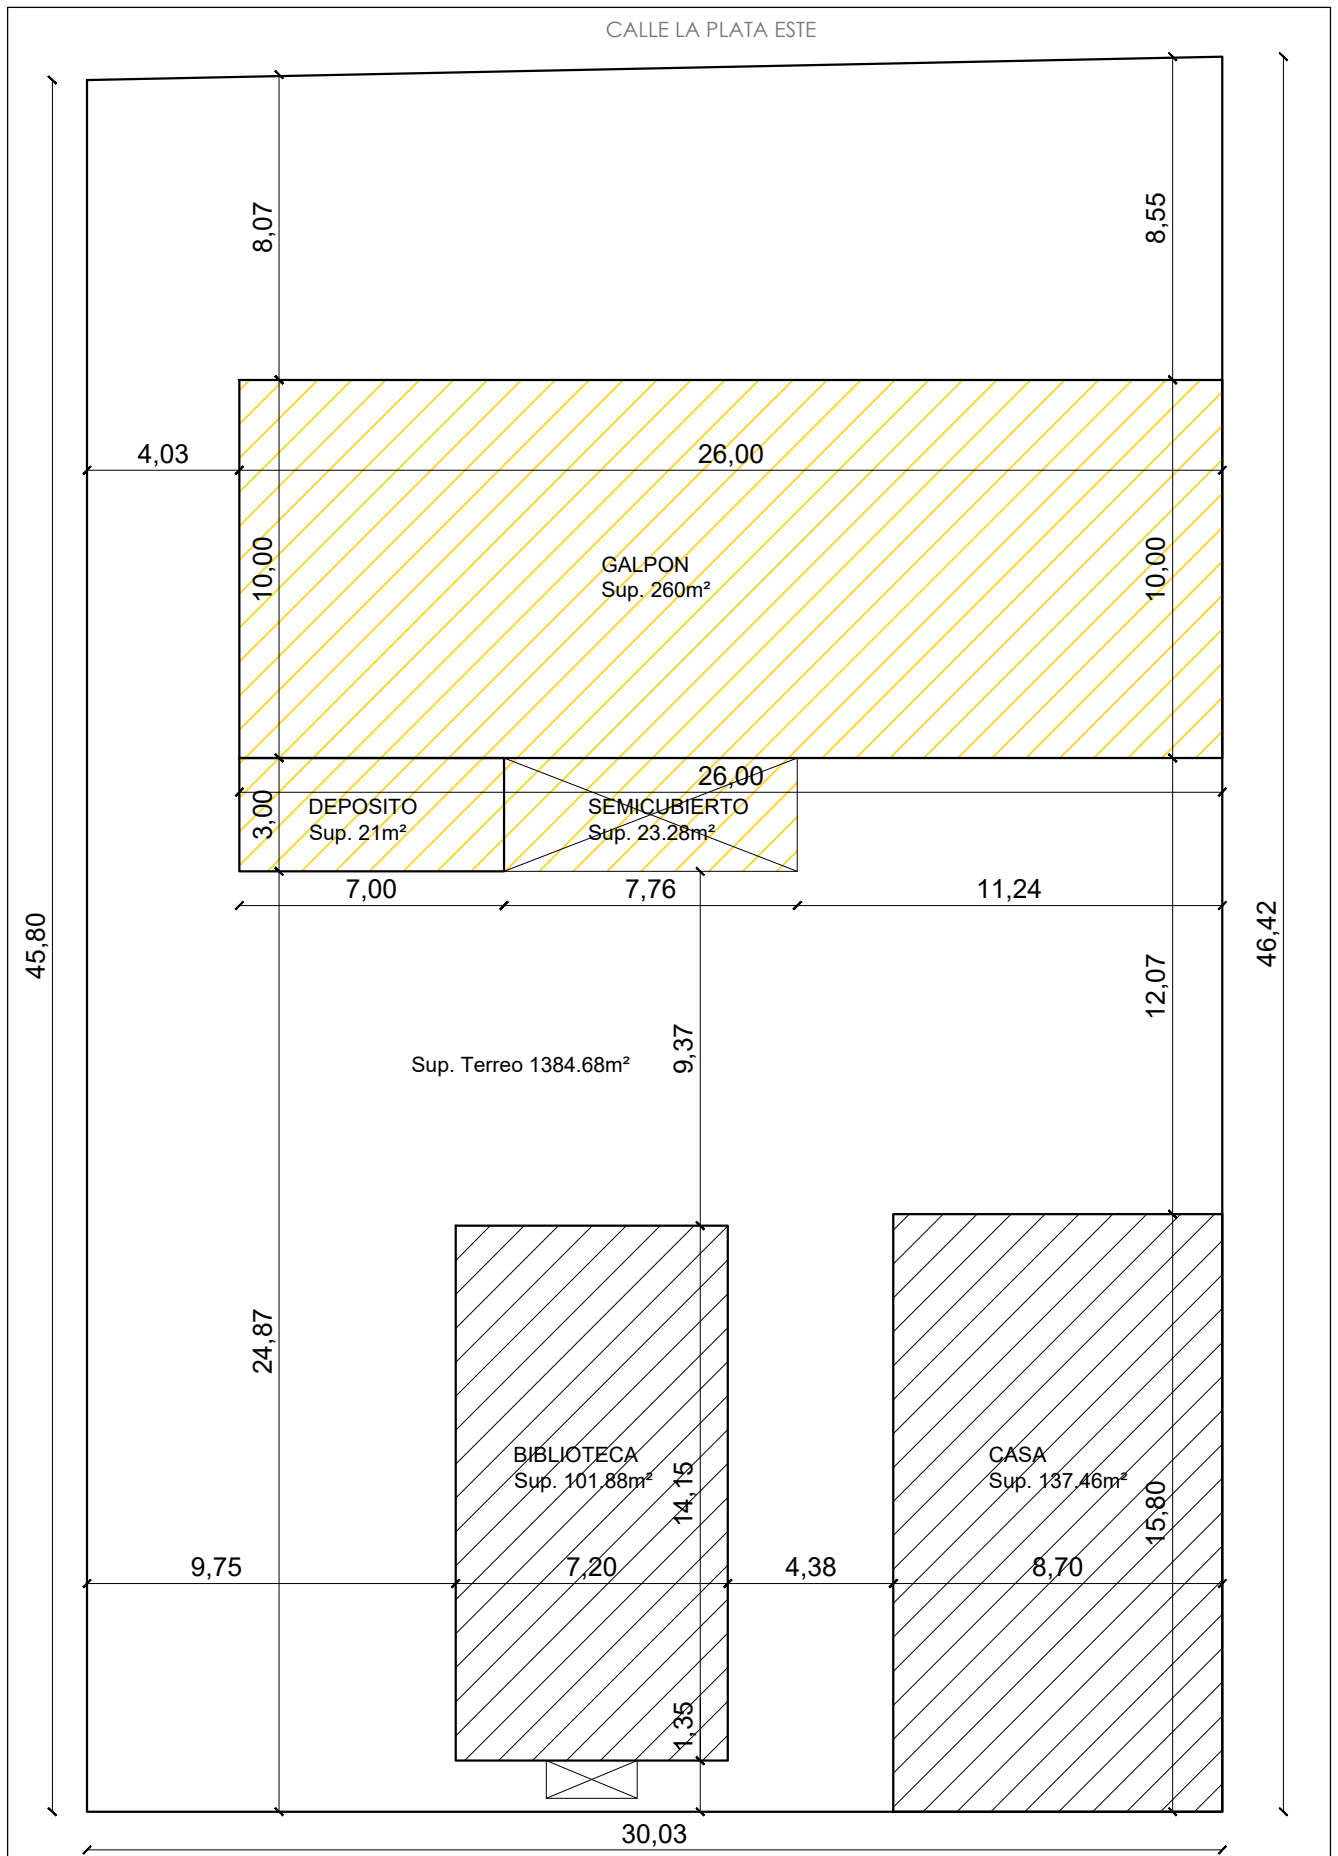 CALLE LA PLATA ESTE
8,07
8,55
4,03
26,00
10,00
GALPON
Sup. 260m²
10,00
26,00
3,00
DEPOSITO
Sup. 21m²
SEMICUBIERTO
Sup. 23.28m²
7,00
7,76
11,24
45,80
46,42
12,07
9,37
Sup. Terreo 1384.68m²
24,87
BIBLIOTECA
Sup. 101.88m²
14,15
CASA
Sup. 137.46m²
15,80
9,75
7,20
4,38
8,70
1,35
30,03